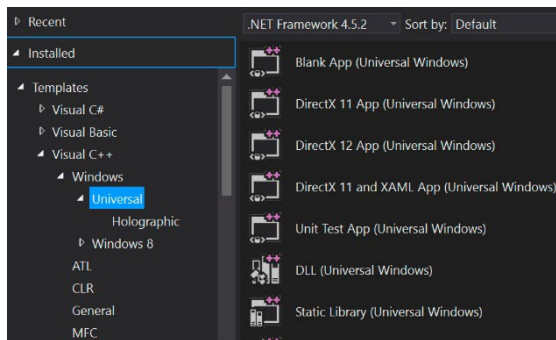 Recent
.NET Framework 4.5.2 Sort by: Default
Installed
Templates
Visual C#
Visual Basic
Visual C++
Windows
Universal
Holographic
Windows 8
ATL
CLR
General
MFC
Blank App (Universal Windows)
DirectX 11 App (Universal Windows)
DirectX 12 App (Universal Windows)
DirectX 11 and XAML App (Universal Windows)
Unit Test App (Universal Windows)
DLL (Universal Windows)
Static Library (Universal Windows)